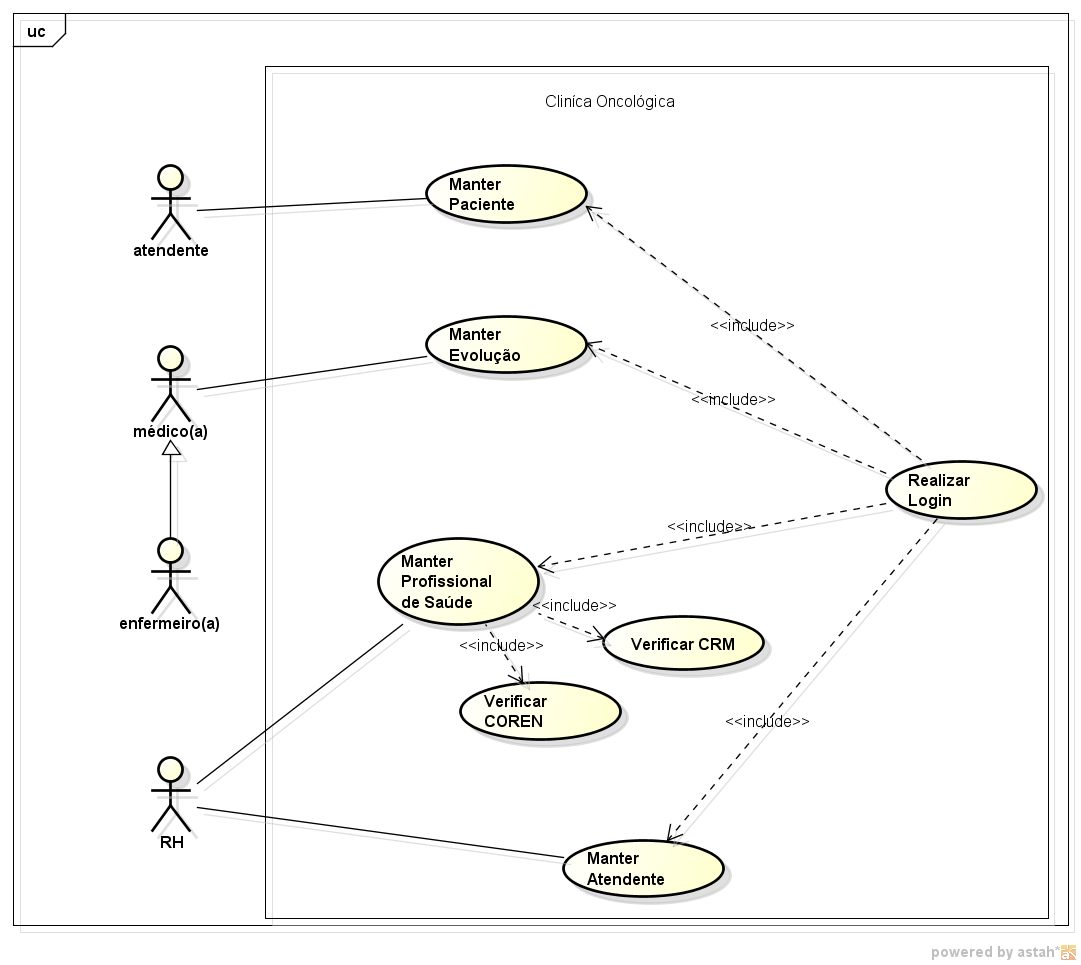 uc
Cliníca Oncológica
Manter
Paciente
atendente
<<include>>
Manter
Evolução
médico(a)
<<include>>
Realizar
Login
<<include>>
Manter
Profissional
de Saúde
<<include>>
enfermeiro(a)
Verificar CRM
<<include>>
Verificar
COREN
<<include>>
RH
Manter
Atendente
powered by astah*